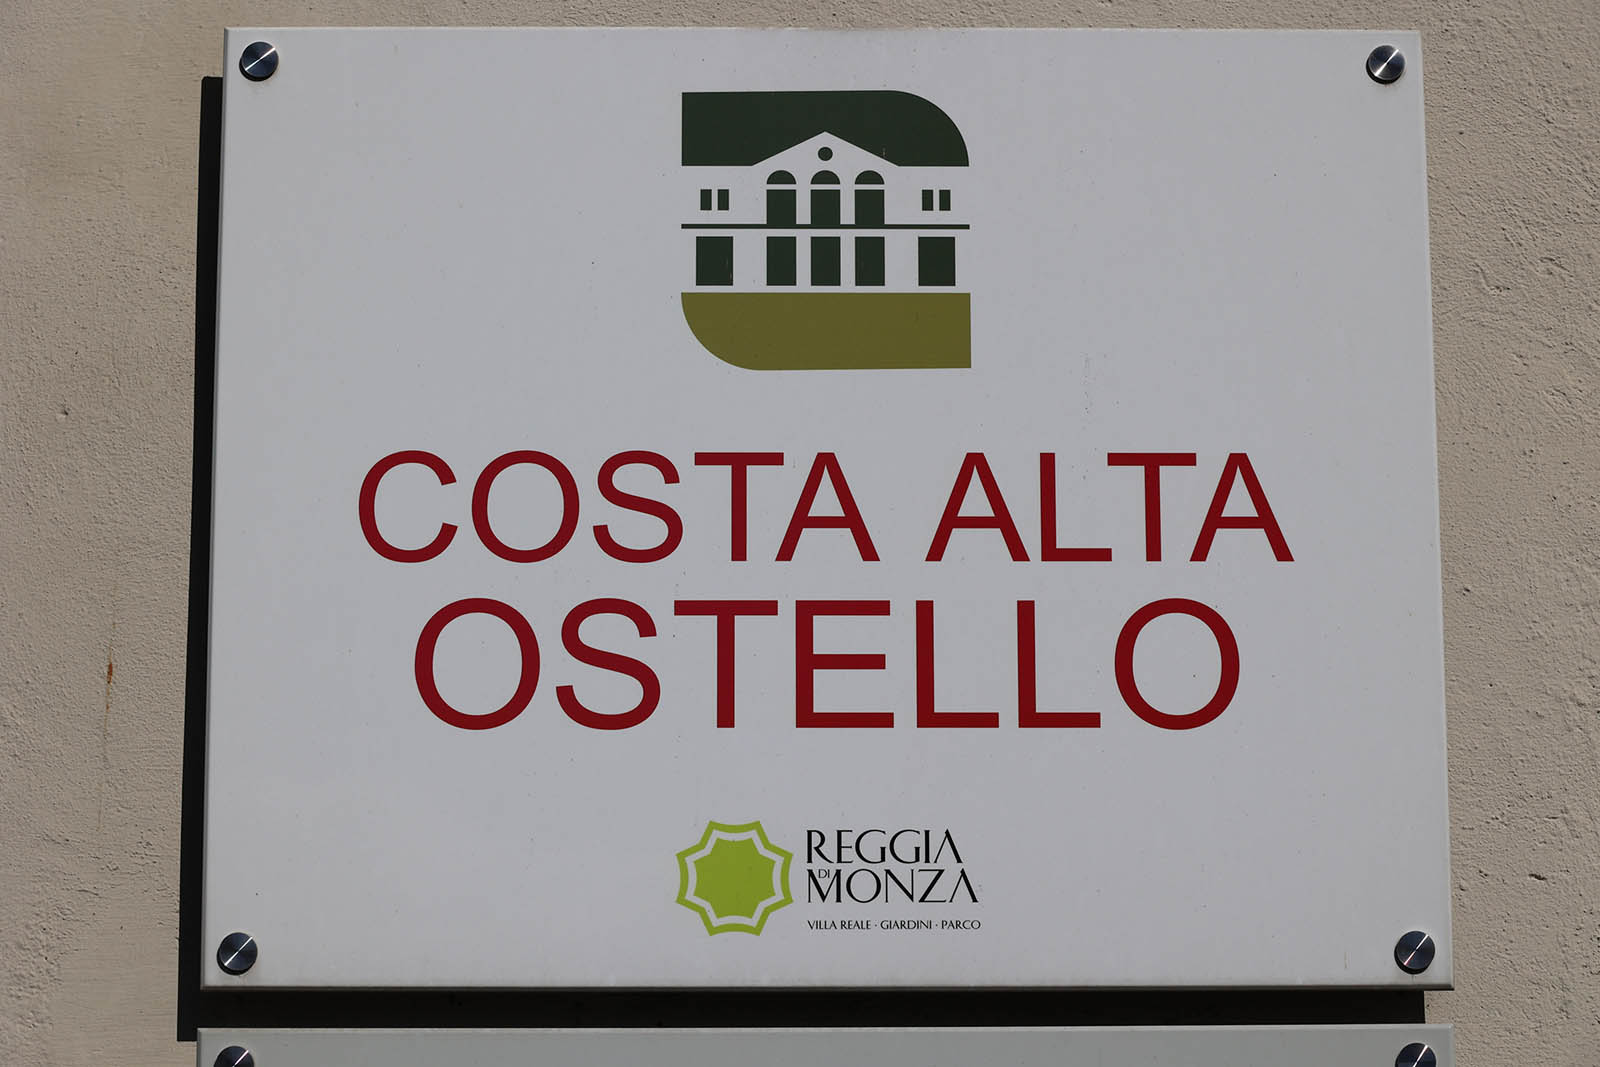 COSTA ALTA
OSTELLO
REGGIA
DI
MONZA
VILLA REALE · GIARDINI · PARCO